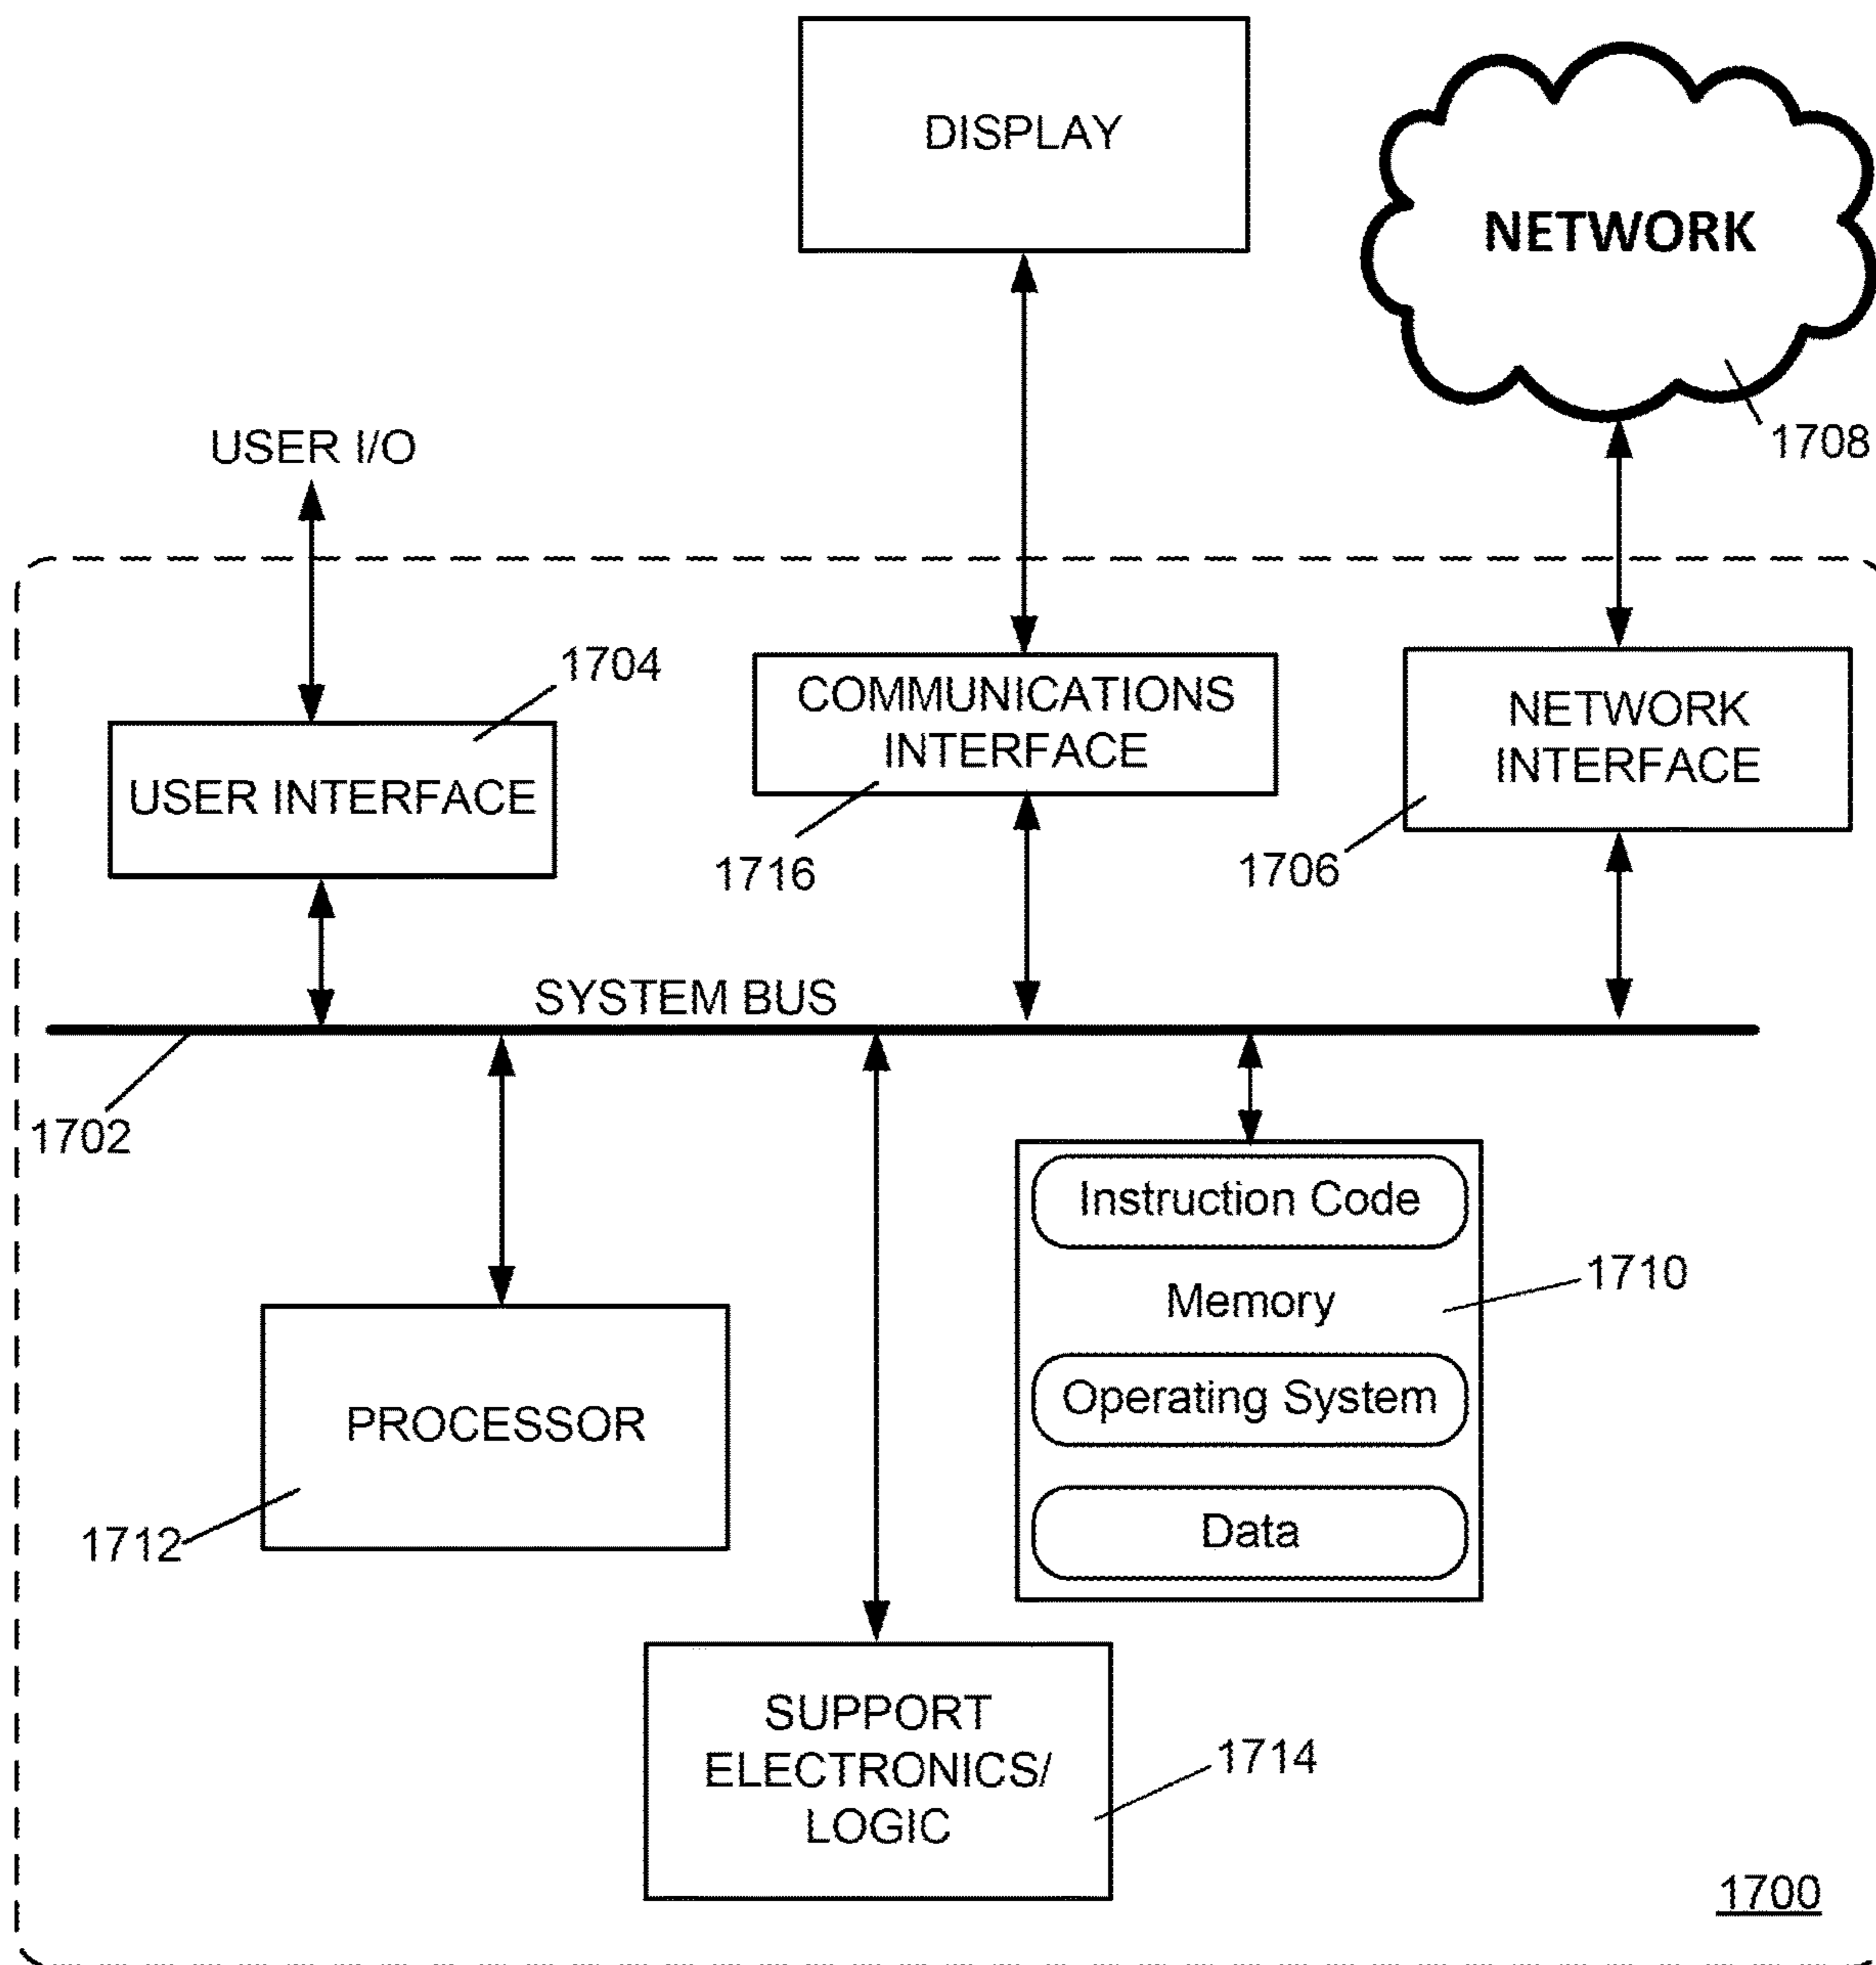 DISPLAY
NETWORK
1708
USER I/O
1704
COMMUNICATIONS
INTERFACE
NETWORK
INTERFACE
USER INTERFACE
1716
1706
SYSTEM BUS
1702
Instruction Code
1710
Memory
PROCESSOR
Operating System
Data
1712
SUPPORT
ELECTRONICS/
LOGIC
1714
1700